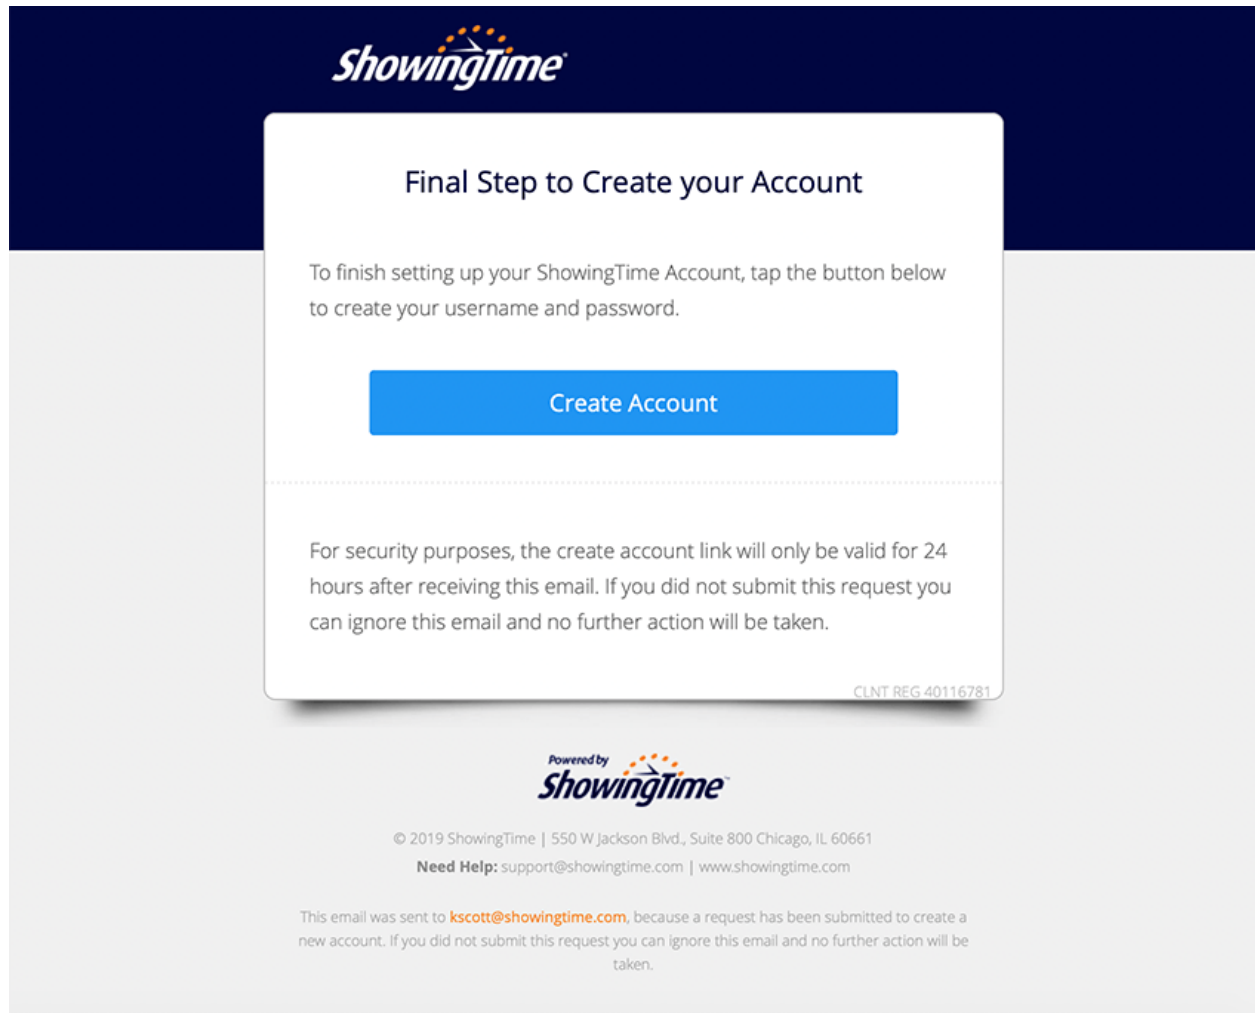 ShowingTime
Final Step to Create your Account
To finish setting up your ShowingTime Account, tap the button below
to create your username and password.
Create Account
For security purposes, the create account link will only be valid for 24
hours after receiving this email. If you did not submit this request you
can ignore this email and no further action will be taken.
CLNT REG 40116781
Powered by
ShowingTime™
© 2019 ShowingTime | 550 W Jackson Blvd., Suite 800 Chicago, IL 60661
Need Help: support@showingtime.com | www.showingtime.com
This email was sent to kscott@showingtime.com, because a request has been submitted to create a
new account. If you did not submit this request you can ignore this email and no further action will be
taken.